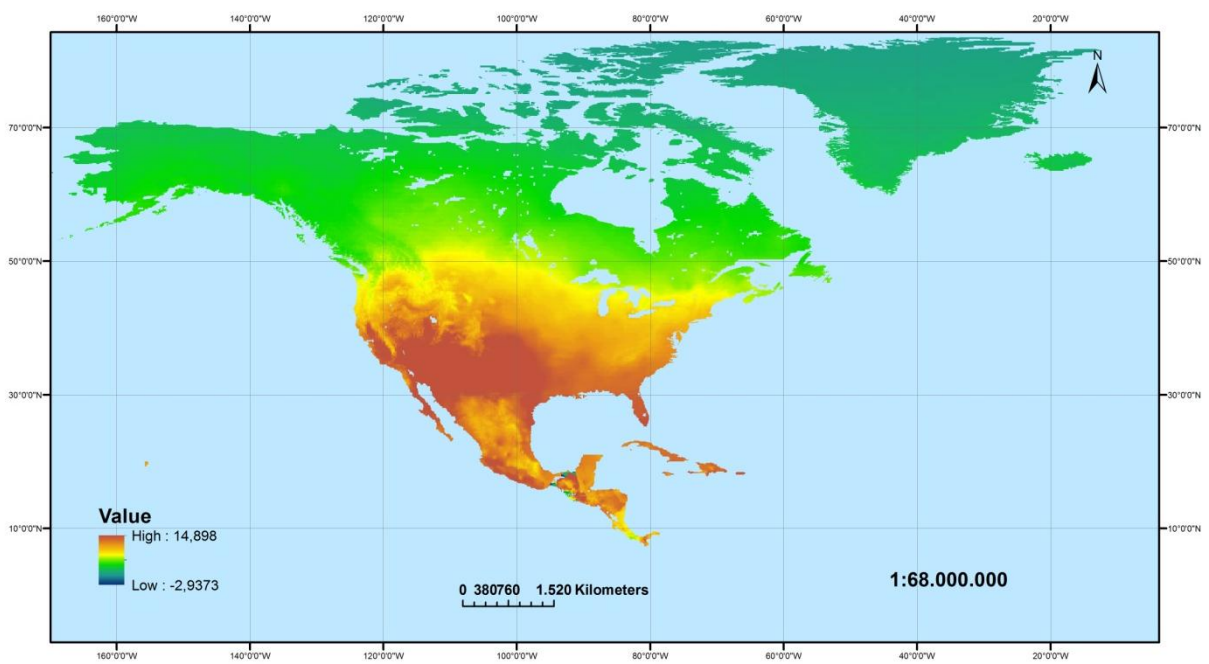 160°0'0"W 140°0'0"W 120°0'0"W 100°0'0"W 80°0'0"W 60°0'0"W 40°0'0"W 20°0'0"W
N
70°0'0"N 70°0'0"N
50°0'0"N 50°0'0"N
30°0'0"N 30°0'0"N
Value
High : 14,898
10°0'0"N 10°0'0"N
Low : -2,9373
0 380760 1.520 Kilometers
1:68.000.000
160°0'0"W 140°0'0"W 120°0'0"W 100°0'0"W 80°0'0"W 60°0'0"W 40°0'0"W 20°0'0"W